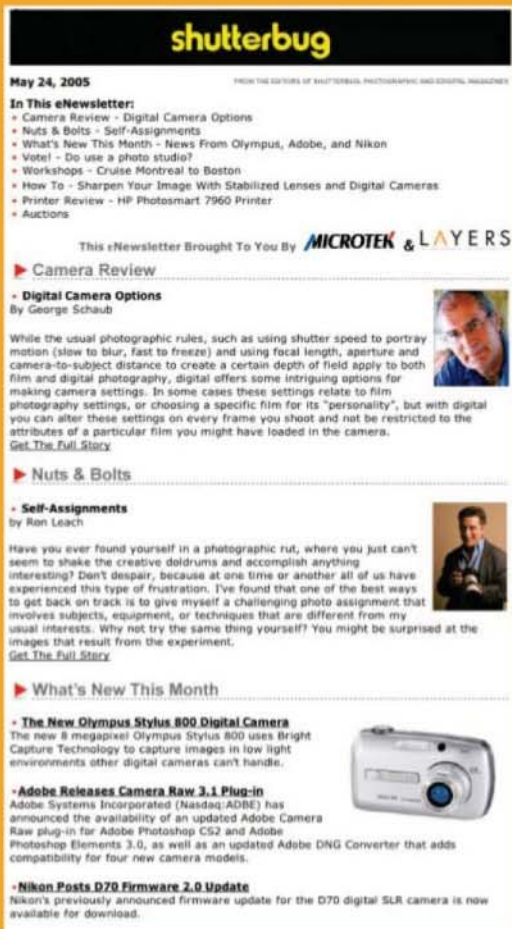 shutterbug
May 24, 2005
FROM THE EDITORS OF SHUTTERBUG, PHOTOGRAPHIC AND EDIGITAL MAGAZINES
In This eNewsletter:
• Camera Review - Digital Camera Options
• Nuts & Bolts - Self-Assignments
• What's New This Month - News From Olympus, Adobe, and Nikon
• Vote! - Do use a photo studio?
• Workshops - Cruise Montreal to Boston
• How To - Sharpen Your Image With Stabilized Lenses and Digital Cameras
• Printer Review - HP Photosmart 7960 Printer
• Auctions
This eNewsletter Brought To You By MICROTEK & LAYERS
Camera Review
• Digital Camera Options
By George Schaub
While the usual photographic rules, such as using shutter speed to portray
motion (slow to blur, fast to freeze) and using focal length, aperture and
camera-to-subject distance to create a certain depth of field apply to both
film and digital photography, digital offers some intriguing options for
making camera settings. In some cases these settings relate to film
photography settings, or choosing a specific film for its "personality", but with digital
you can alter these settings on every frame you shoot and not be restricted to the
attributes of a particular film you might have loaded in the camera.
Get The Full Story
Nuts & Bolts
• Self-Assignments
by Ron Leach
Have you ever found yourself in a photographic rut, where you just can't
seem to shake the creative doldrums and accomplish anything
interesting? Don't despair, because at one time or another all of us have
experienced this type of frustration. I've found that one of the best ways
to get back on track is to give myself a challenging photo assignment that
involves subjects, equipment, or techniques that are different from my
usual interests. Why not try the same thing yourself? You might be surprised at the
images that result from the experiment.
Get The Full Story
What's New This Month
• The New Olympus Stylus 800 Digital Camera
The new 8 megapixel Olympus Stylus 800 uses Bright
Capture Technology to capture images in low light
environments other digital cameras can't handle.
•Adobe Releases Camera Raw 3.1 Plug-in
Adobe Systems Incorporated (Nasdaq:ADBE) has
announced the availability of an updated Adobe Camera
Raw plug-in for Adobe Photoshop CS2 and Adobe
Photoshop Elements 3.0, as well as an updated Adobe DNG Converter that adds
compatibility for four new camera models.
•Nikon Posts D70 Firmware 2.0 Update
Nikon's previously announced firmware update for the D70 digital SLR camera is now
available for download.